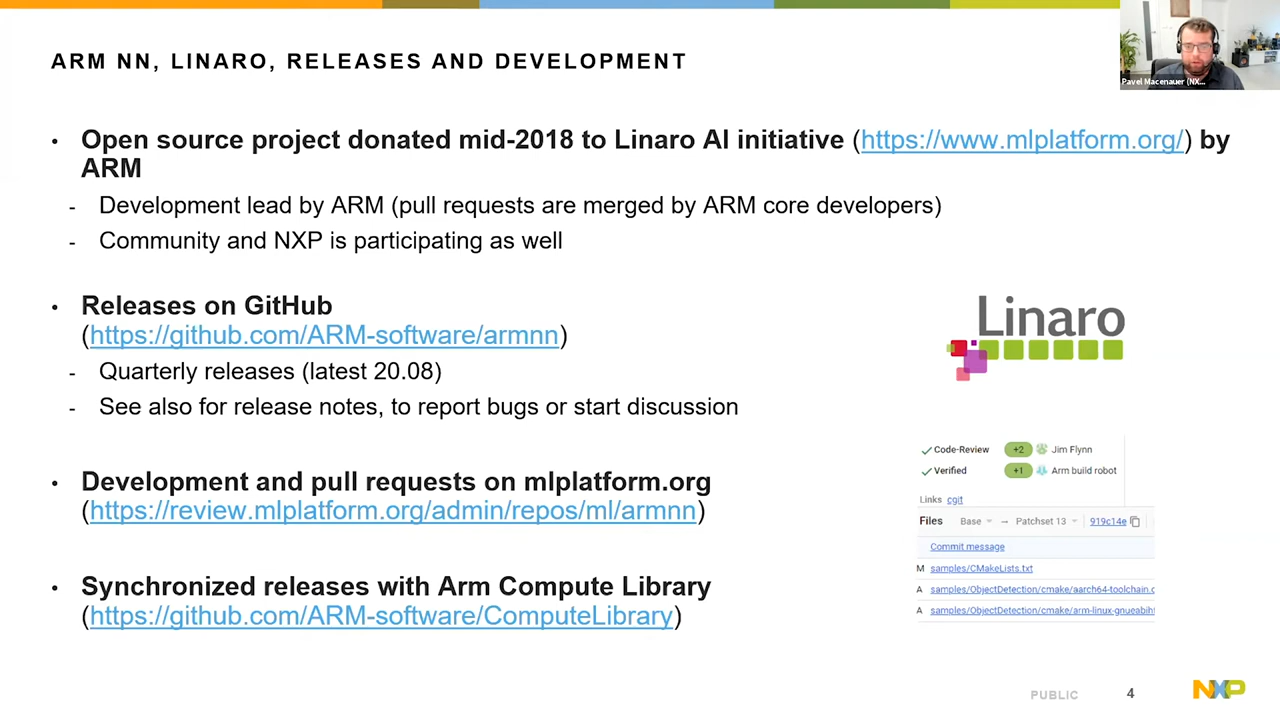 ARM NN, LINARO, RELEASES AND DEVELOPMENT
Pavel Macenauer (NX...
• Open source project donated mid-2018 to Linaro AI initiative (https://www.mlplatform.org/) by
ARM
- Development lead by ARM (pull requests are merged by ARM core developers)
- Community and NXP is participating as well
• Releases on GitHub
(https://github.com/ARM-software/armnn)
- Quarterly releases (latest 20.08)
- See also for release notes, to report bugs or start discussion
• Development and pull requests on mlplatform.org
(https://review.mlplatform.org/admin/repos/ml/armnn)
• Synchronized releases with Arm Compute Library
(https://github.com/ARM-software/ComputeLibrary)
Linaro
Code-Review +2 Jim Flynn
Verified +1 Arm build robot
Links cgit
Files Base → Patchset 13 919c14e
Commit message
M samples/CMakeLists.txt
A samples/ObjectDetection/cmake/aarch64-toolchain.c
A samples/ObjectDetection/cmake/arm-linux-gnueabihf
PUBLIC 4
NXP